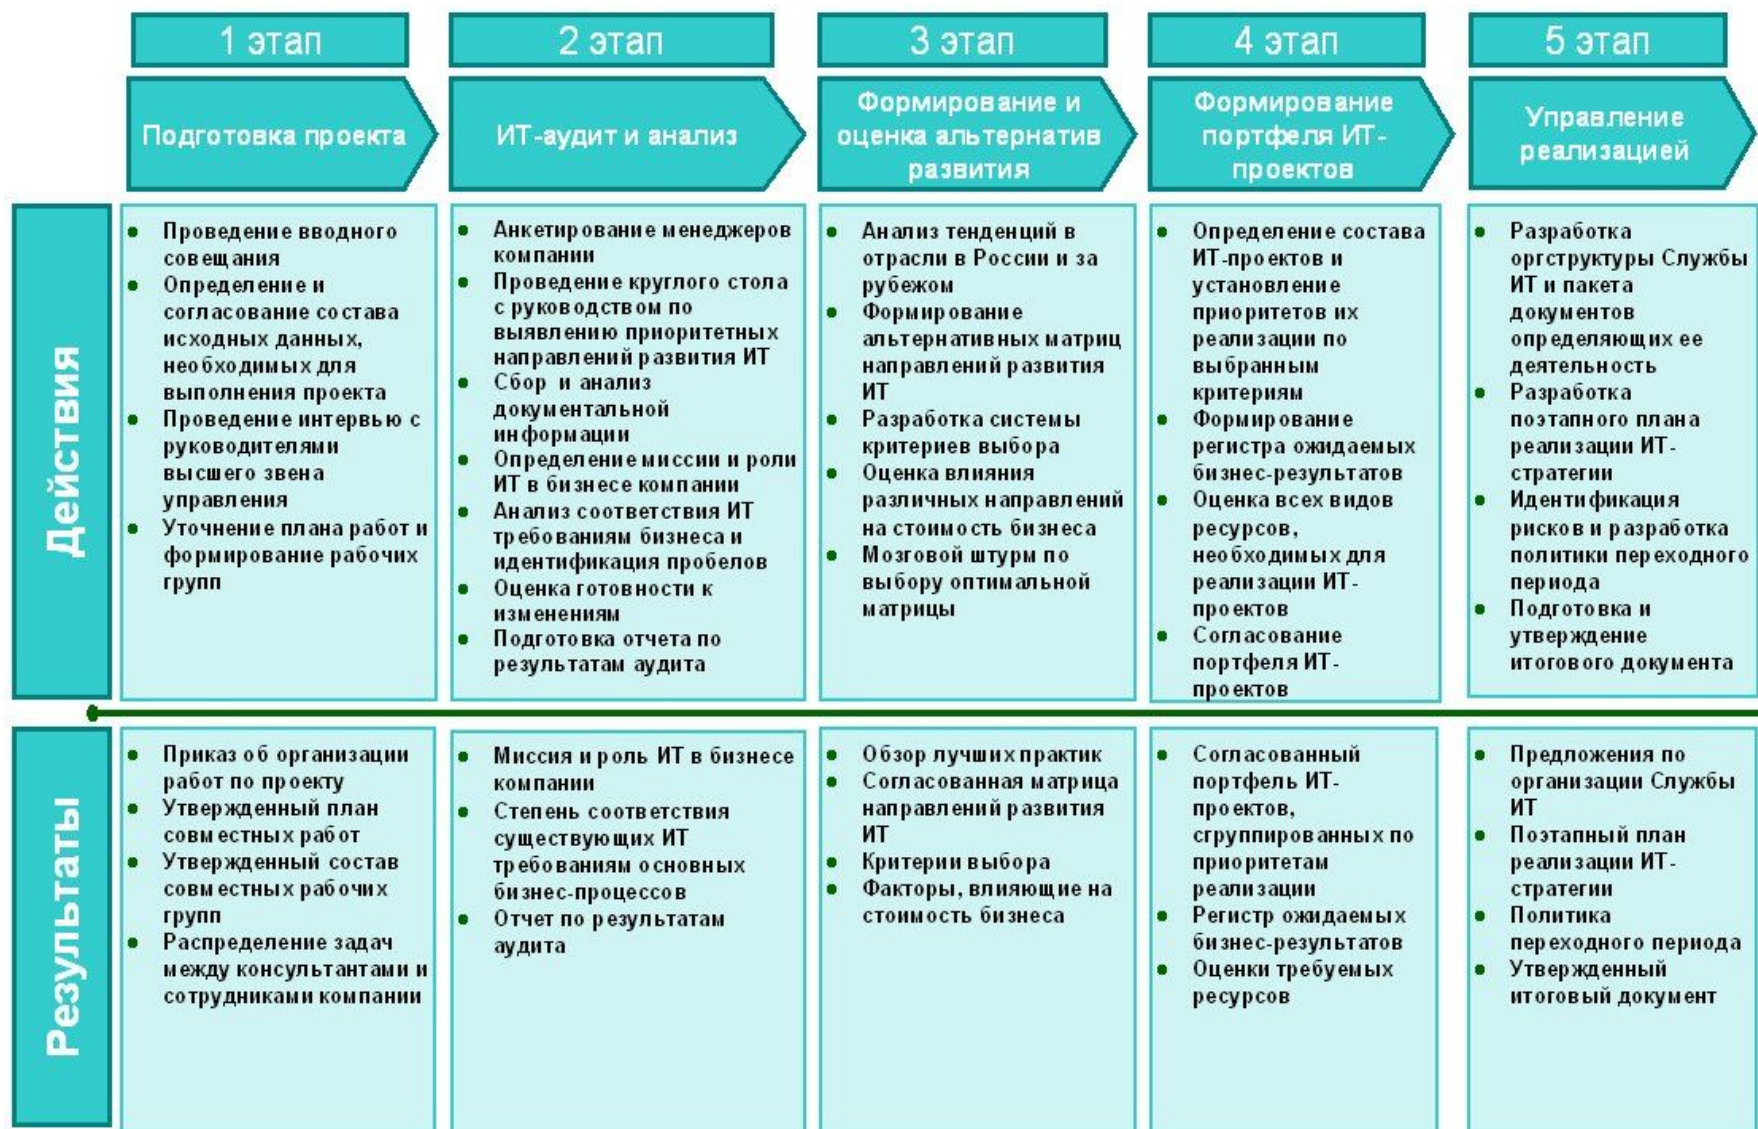 1 этап
2 этап
3 этап
4 этап
5 этап
Подготовка проекта
ИТ-аудит и анализ
Формирование и
оценка альтернатив
развития
Формирование
портфеля ИТ-
проектов
Управление
реализацией
Действия
Проведение вводного
совещания
Определение и
согласование состава
исходных данных,
необходимых для
выполнения проекта
Проведение интервью с
руководителями
высшего звена
управления
Уточнение плана работ и
формирование рабочих
групп
Анкетирование менеджеров
компании
Проведение круглого стола
с руководством по
выявлению приоритетных
направлений развития ИТ
Сбор и анализ
документальной
информации
Определение миссии и роли
ИТ в бизнесе компании
Анализ соответствия ИТ
требованиям бизнеса и
идентификация пробелов
Оценка готовности к
изменениям
Подготовка отчета по
результатам аудита
Анализ тенденций в
отрасли в России и за
рубежом
Формирование
альтернативных матриц
направлений развития
ИТ
Разработка системы
критериев выбора
Оценка влияния
различных направлений
на стоимость бизнеса
Мозговой штурм по
выбору оптимальной
матрицы
Определение состава
ИТ-проектов и
установление
приоритетов их
реализации по
выбранным
критериям
Формирование
регистра ожидаемых
бизнес-результатов
Оценка всех видов
ресурсов,
необходимых для
реализации ИТ-
проектов
Согласование
портфеля ИТ-
проектов
Разработка
оргструктуры Службы
ИТ и пакета
документов
определяющих ее
деятельность
Разработка
поэтапного плана
реализации ИТ-
стратегии
Идентификация
рисков и разработка
политики переходного
периода
Подготовка и
утверждение
итогового документа
Результаты
Приказ об организации
работ по проекту
Утвержденный план
совместных работ
Утвержденный состав
совместных рабочих
групп
Распределение задач
между консультантами и
сотрудниками компании
Миссия и роль ИТ в бизнесе
компании
Степень соответствия
существующих ИТ
требованиям основных
бизнес-процессов
Отчет по результатам
аудита
Обзор лучших практик
Согласованная матрица
направлений развития
ИТ
Критерии выбора
Факторы, влияющие на
стоимость бизнеса
Согласованный
портфель ИТ-
проектов,
сгруппированных по
приоритетам
реализации
Регистр ожидаемых
бизнес-результатов
Оценки требуемых
ресурсов
Предложения по
организации Службы
ИТ
Поэтапный план
реализации ИТ-
стратегии
Политика
переходного периода
Утвержденный
итоговый документ